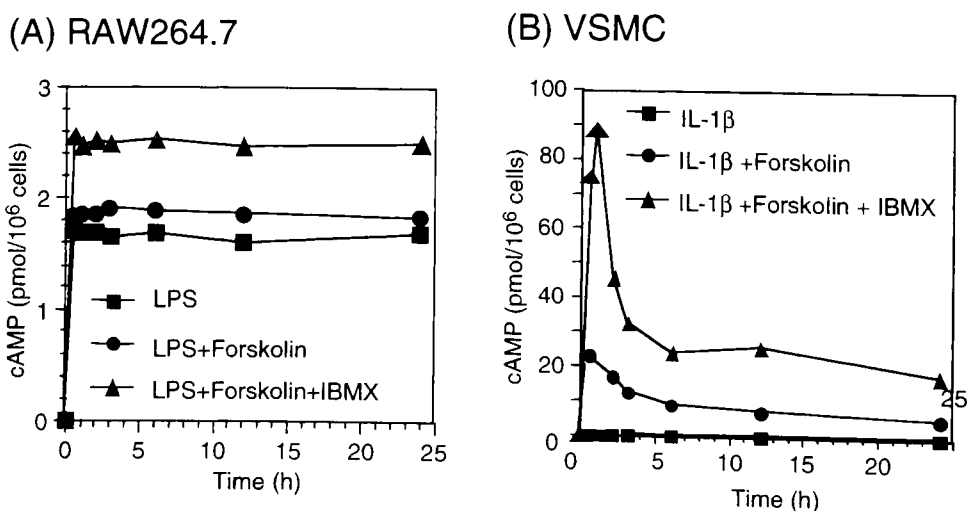 (A) RAW264.7
3
2
1
0
cAMP (pmol/10⁶ cells)
LPS
LPS+Forskolin
LPS+Forskolin+IBMX
0 5 10 15 20 25
Time (h)
(B) VSMC
100
80
60
40
20
0
cAMP (pmol/10⁶ cells)
IL-1β
IL-1β +Forskolin
IL-1β +Forskolin + IBMX
0 5 10 15 20 25
Time (h)